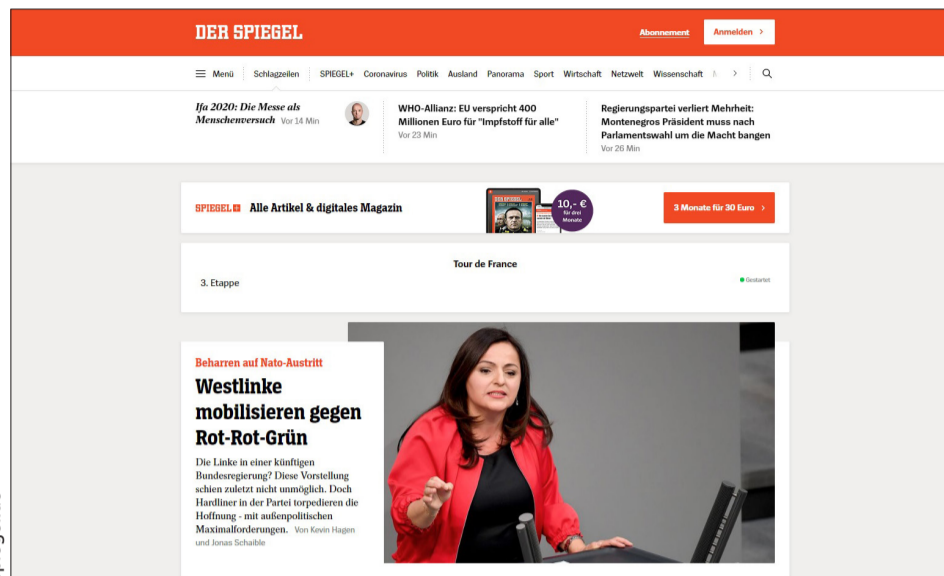 DER SPIEGEL
Abonnement
Anmelden >
Menü Schlagzeilen SPIEGEL+ Coronavirus Politik Ausland Panorama Sport Wirtschaft Netzwelt Wissenschaft
Ifa 2020: Die Messe als
Menschenversuch Vor 14 Min
WHO-Allianz: EU verspricht 400
Millionen Euro für "Impfstoff für alle"
Vor 23 Min
Regierungspartei verliert Mehrheit:
Montenegros Präsident muss nach
Parlamentswahl um die Macht bangen
Vor 26 Min
SPIEGEL+ Alle Artikel & digitales Magazin
10,- €
für drei
Monate
3 Monate für 30 Euro >
Tour de France
3. Etappe
Gestartet
Beharren auf Nato-Austritt
Westlinke
mobilisieren gegen
Rot-Rot-Grün
Die Linke in einer künftigen
Bundesregierung? Diese Vorstellung
schien zuletzt nicht unmöglich. Doch
Hardliner in der Partei torpedieren die
Hoffnung - mit außenpolitischen
Maximalforderungen. Von Kevin Hagen
und Jonas Schaible